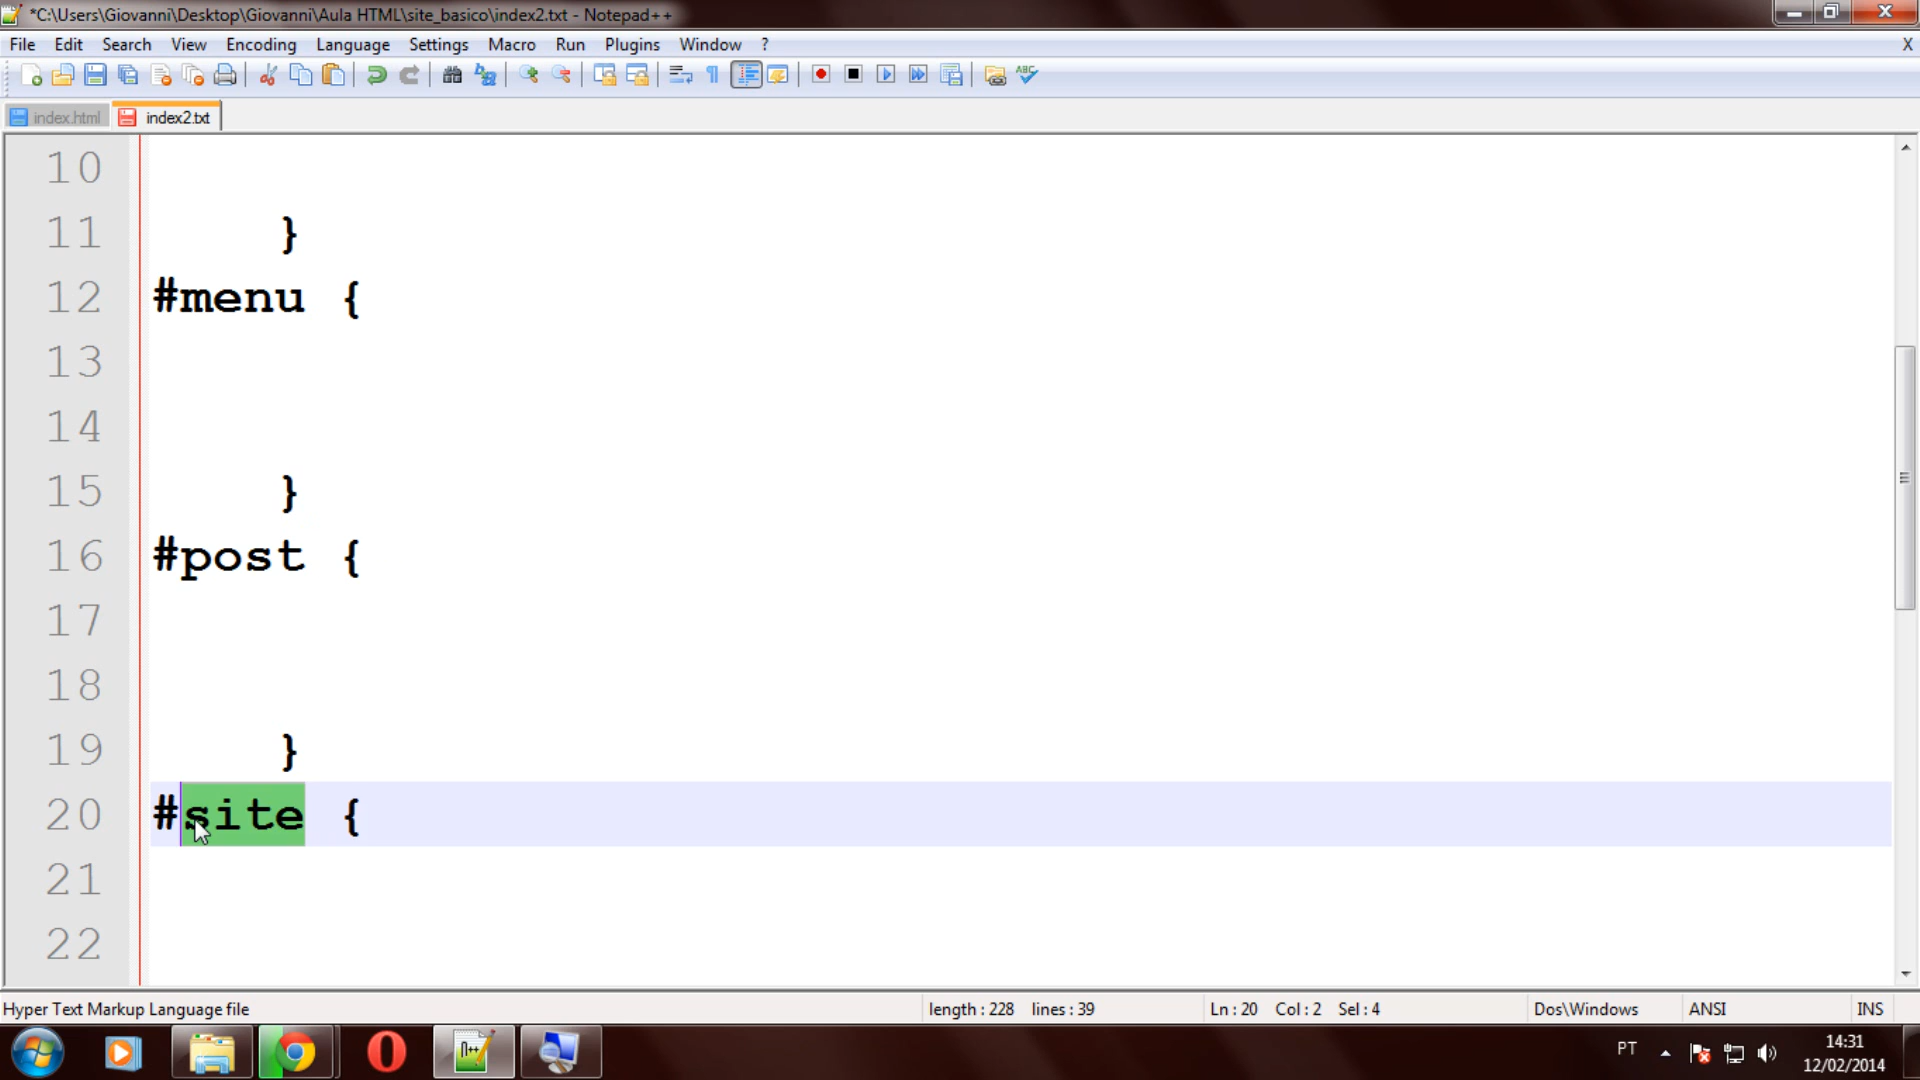 *C:\Users\Giovanni\Desktop\Giovanni\Aula HTML\site_basico\index2.txt - Notepad++
File Edit Search View Encoding Language Settings Macro Run Plugins Window ? X
index.html index2.txt
10
11 }
12 #menu {
13
14
15 }
16 #post {
17
18
19 }
20 #site {
21
22
Hyper Text Markup Language file length : 228 lines : 39 Ln : 20 Col : 2 Sel : 4 Dos\Windows ANSI INS
PT 14:31
12/02/2014